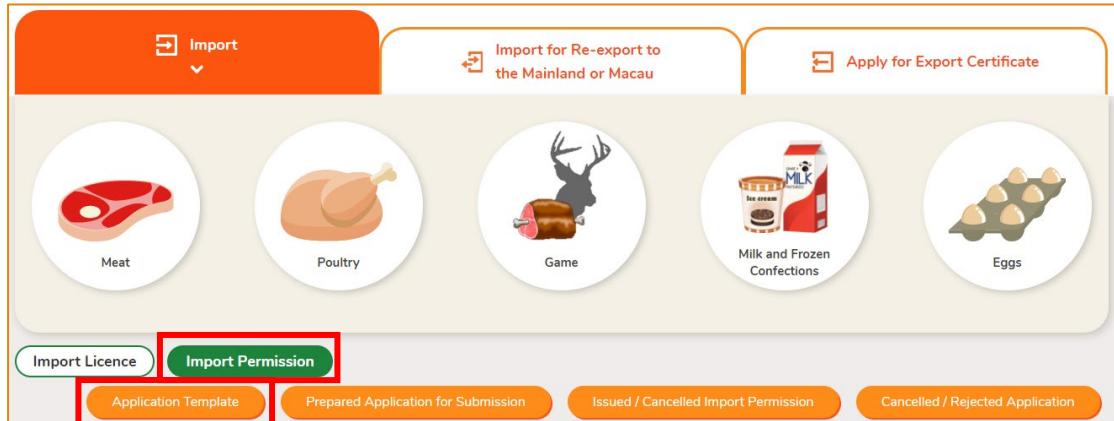 Import
Import for Re-export to
the Mainland or Macau
Apply for Export Certificate
Meat
Poultry
Game
Ice cream
MILK
Milk and Frozen
Confections
Eggs
Import Licence
Import Permission
Application Template
Prepared Application for Submission
Issued / Cancelled Import Permission
Cancelled / Rejected Application